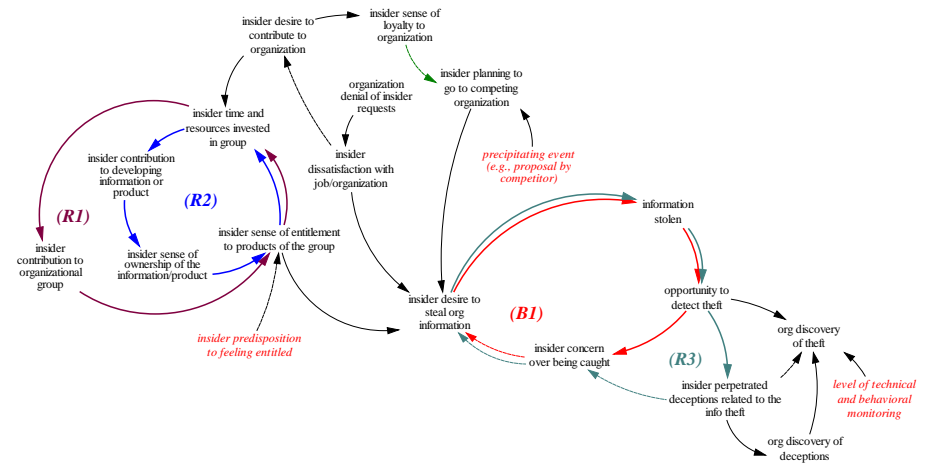 insider desire to
contribute to
organization
insider sense of
loyalty to
organization
insider planning to
go to competing
organization
organization
denial of insider
requests
insider time and
resources invested
in group
insider
dissatisfaction with
job/organization
precipitating event
(e.g., proposal by
competitor)
insider contribution
to developing
information or
product
(R2)
(R1)
information
stolen
insider sense of entitlement
to products of the group
insider
contribution to
organizational
group
insider sense of
ownership of the
information/product
opportunity to
detect theft
insider desire to
steal org
information
(B1)
org discovery
of theft
insider predisposition
to feeling entitled
insider concern
over being caught
(R3)
insider perpetrated
deceptions related to the
info theft
level of technical
and behavioral
monitoring
org discovery of
deceptions